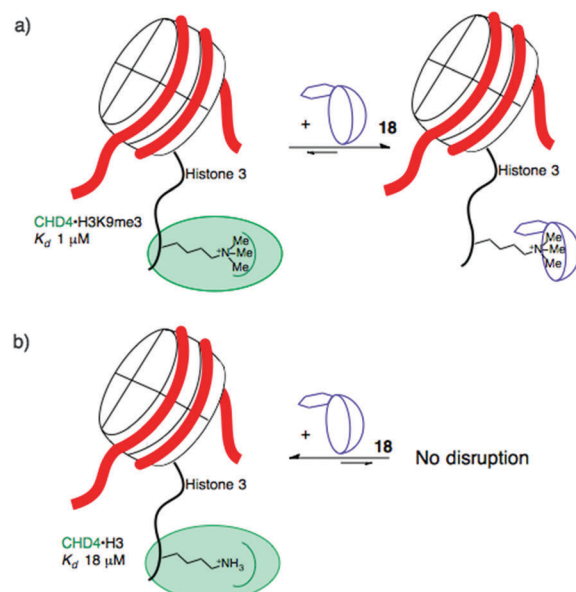 a)
+ 18
Histone 3
Histone 3
CHD4•H3K9me3
Kd 1 μM
+N Me Me Me
+N Me Me Me
b)
+ 18
No disruption
Histone 3
CHD4•H3
Kd 18 μM
+NH3